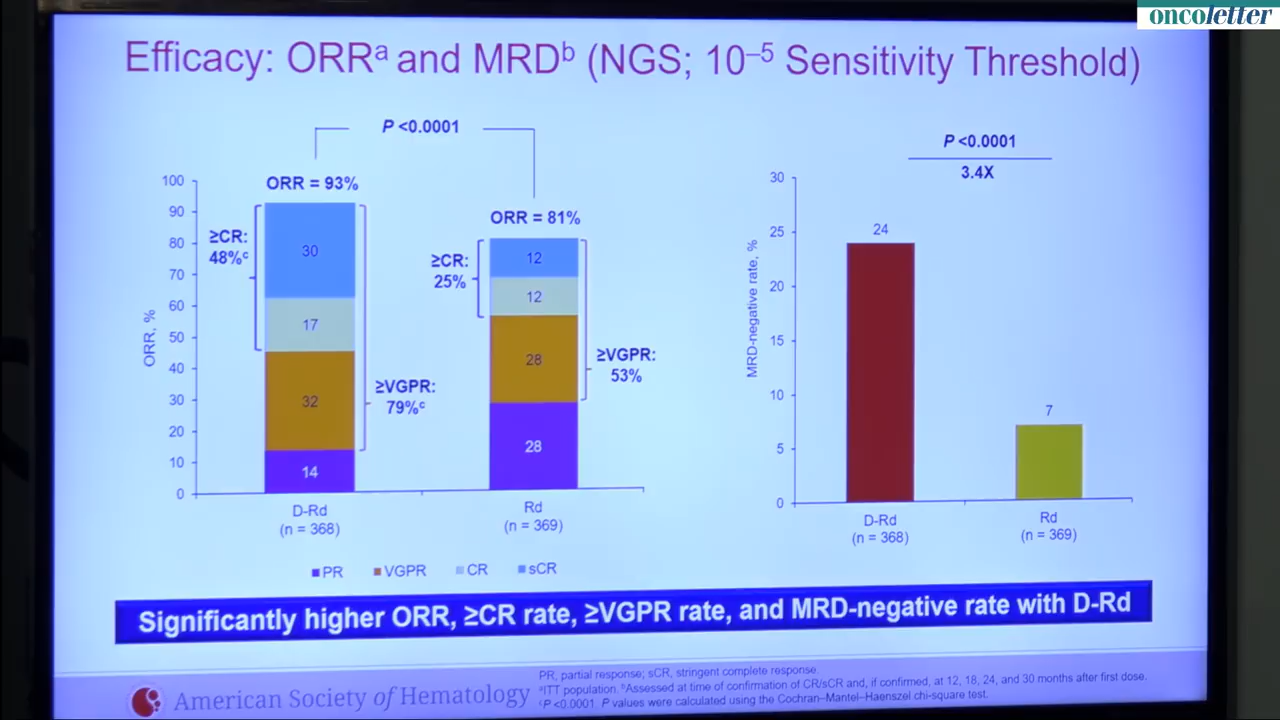 oncoletter
Efficacy: ORRᵃ and MRDᵇ (NGS; 10⁻⁵ Sensitivity Threshold)
P <0.0001
ORR = 93%
ORR = 81%
ORR, %
100
90
80
70
60
50
40
30
20
10
0
≥CR:
48%ᶜ
30
17
32
14
≥VGPR:
79%ᶜ
≥CR:
25%
12
12
28
28
≥VGPR:
53%
D-Rd
(n = 368)
Rd
(n = 369)
PR VGPR CR sCR
P <0.0001
3.4X
MRD-negative rate, %
30
25
20
15
10
5
0
24
7
D-Rd
(n = 368)
Rd
(n = 369)
Significantly higher ORR, ≥CR rate, ≥VGPR rate, and MRD-negative rate with D-Rd
American Society of Hematology
PR, partial response; sCR, stringent complete response.
ᵃITT population. ᵇAssessed at time of confirmation of CR/sCR and, if confirmed, at 12, 18, 24, and 30 months after first dose.
ᶜP <0.0001. P values were calculated using the Cochran–Mantel–Haenszel chi-square test.